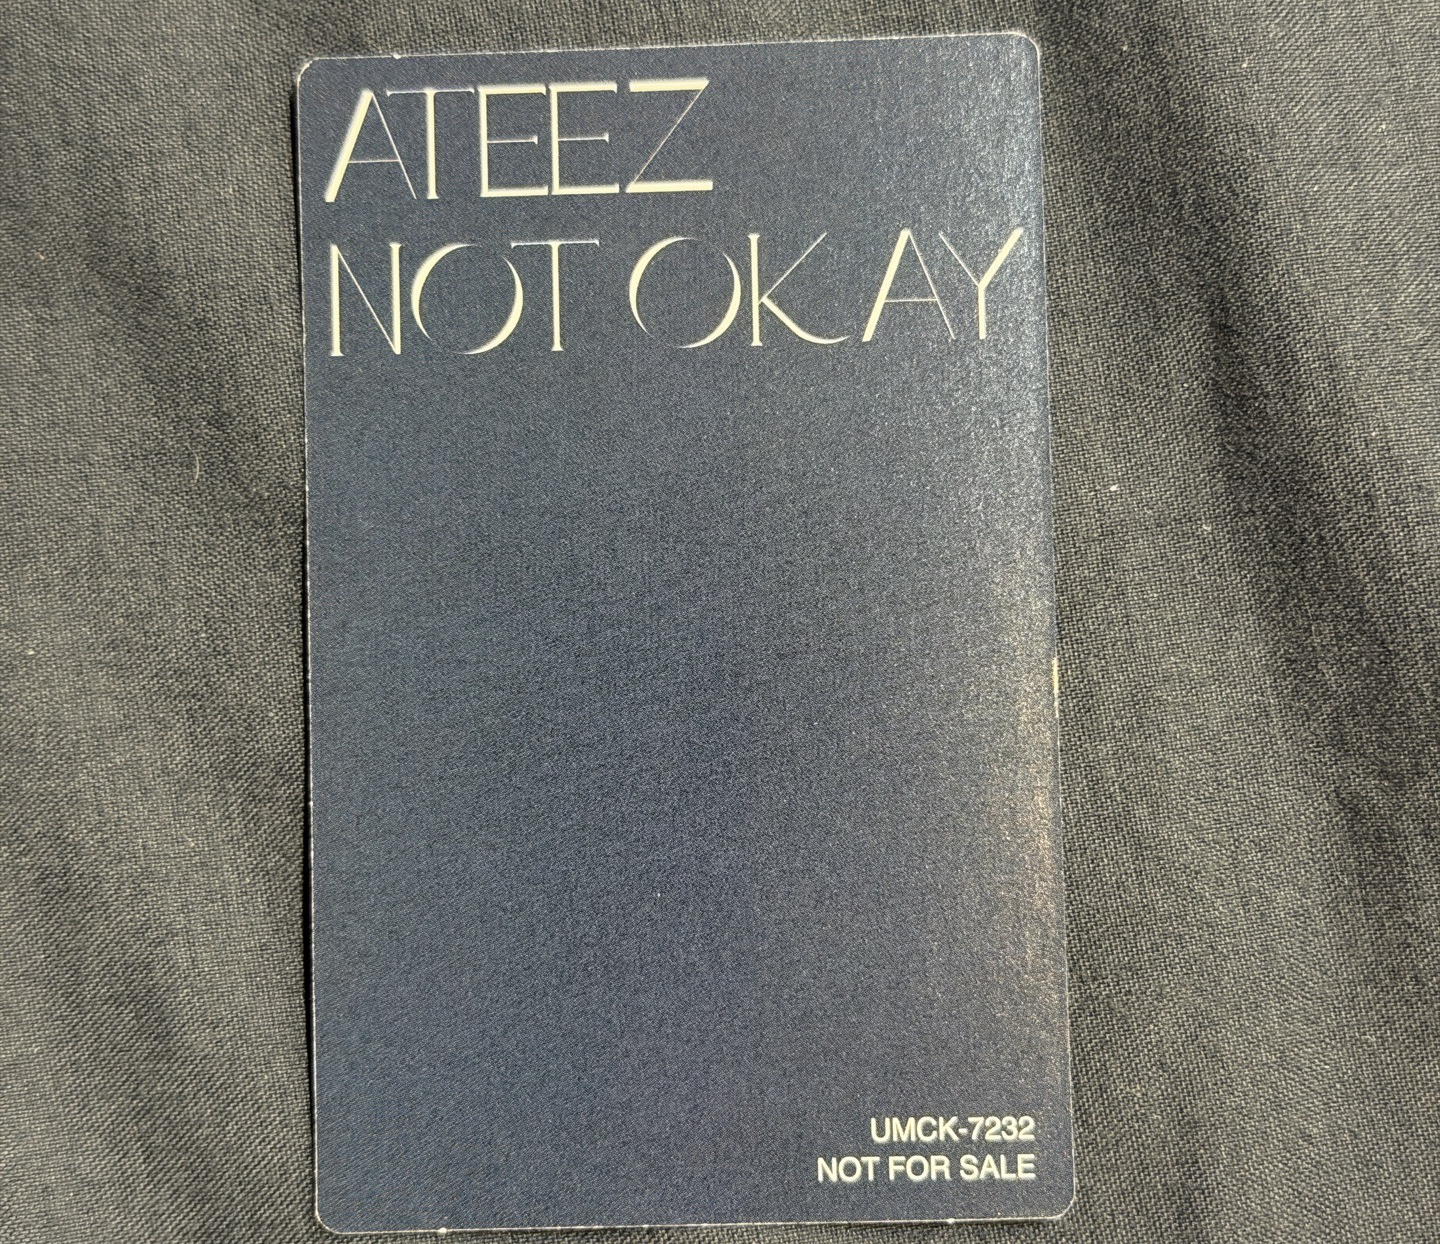 ATEEZ
NOT OKAY
UMCK-7232
NOT FOR SALE